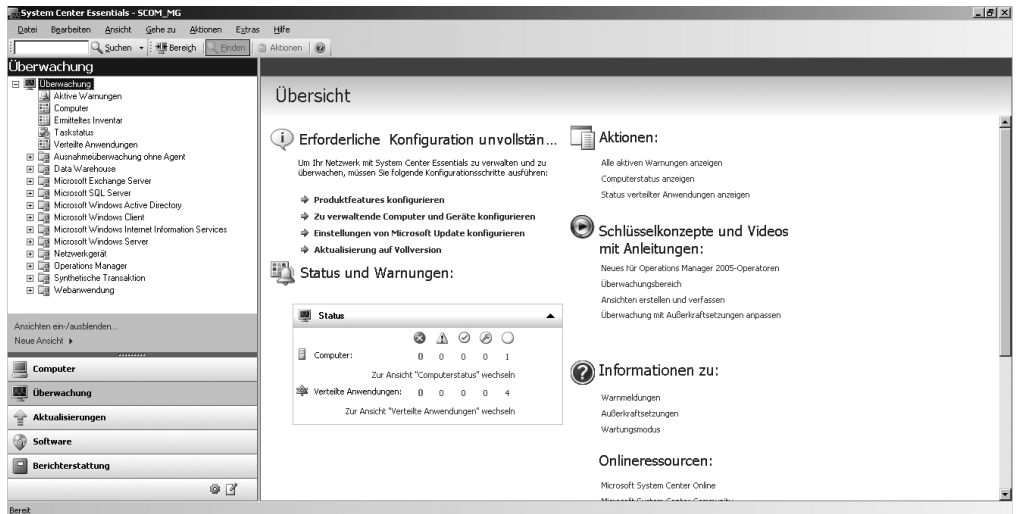 System Center Essentials - SCOM_MG
Datei Bearbeiten Ansicht Gehe zu Aktionen Extras Hilfe
Suchen Bereich Finden Aktionen
Überwachung
Überwachung
Aktive Warnungen
Computer
Ermitteltes Inventar
Taskstatus
Verteilte Anwendungen
Ausnahmeüberwachung ohne Agent
Data Warehouse
Microsoft Exchange Server
Microsoft SQL Server
Microsoft Windows Active Directory
Microsoft Windows Client
Microsoft Windows Internet Information Services
Microsoft Windows Server
Netzwerkgerät
Operations Manager
Synthetische Transaktion
Webanwendung
Ansichten ein-/ausblenden...
Neue Ansicht
Computer
Überwachung
Aktualisierungen
Software
Berichterstattung
Bereit
Übersicht
Erforderliche Konfiguration unvollstän...
Um Ihr Netzwerk mit System Center Essentials zu verwalten und zu
überwachen, müssen Sie folgende Konfigurationsschritte ausführen:
Produktfeatures konfigurieren
Zu verwaltende Computer und Geräte konfigurieren
Einstellungen von Microsoft Update konfigurieren
Aktualisierung auf Vollversion
Status und Warnungen:
Status
Computer: 0 0 0 0 1
Zur Ansicht "Computerstatus" wechseln
Verteilte Anwendungen: 0 0 0 0 4
Zur Ansicht "Verteilte Anwendungen" wechseln
Aktionen:
Alle aktiven Warnungen anzeigen
Computerstatus anzeigen
Status verteilter Anwendungen anzeigen
Schlüsselkonzepte und Videos
mit Anleitungen:
Neues für Operations Manager 2005-Operatoren
Überwachungsbereich
Ansichten erstellen und verfassen
Überwachung mit Außerkraftsetzungen anpassen
Informationen zu:
Warnmeldungen
Außerkraftsetzungen
Wartungsmodus
Onlineressourcen:
Microsoft System Center Online
Microsoft System Center Community